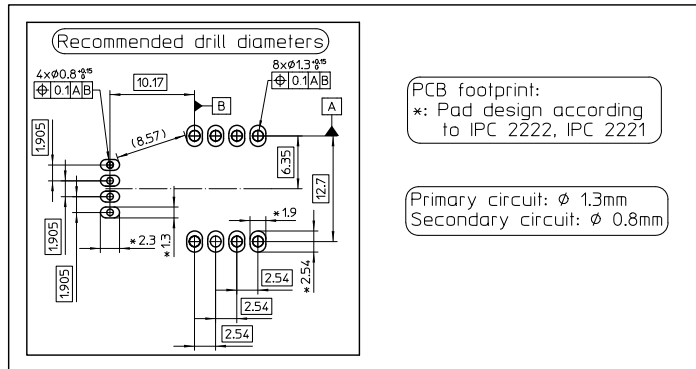 Recommended drill diameters
4xØ0.8 +0.15 0
⌖ 0.1 A B
10.17
8xØ1.3 +0.15 0
⌖ 0.1 A B
B
A
(8.57)
1.905
6.35
12.7
*1.9
*2.3
*1.3
1.905
1.905
2.54
*2.54
2.54
2.54
PCB footprint:
*: Pad design according
to IPC 2222, IPC 2221
Primary circuit: Ø 1.3mm
Secondary circuit: Ø 0.8mm